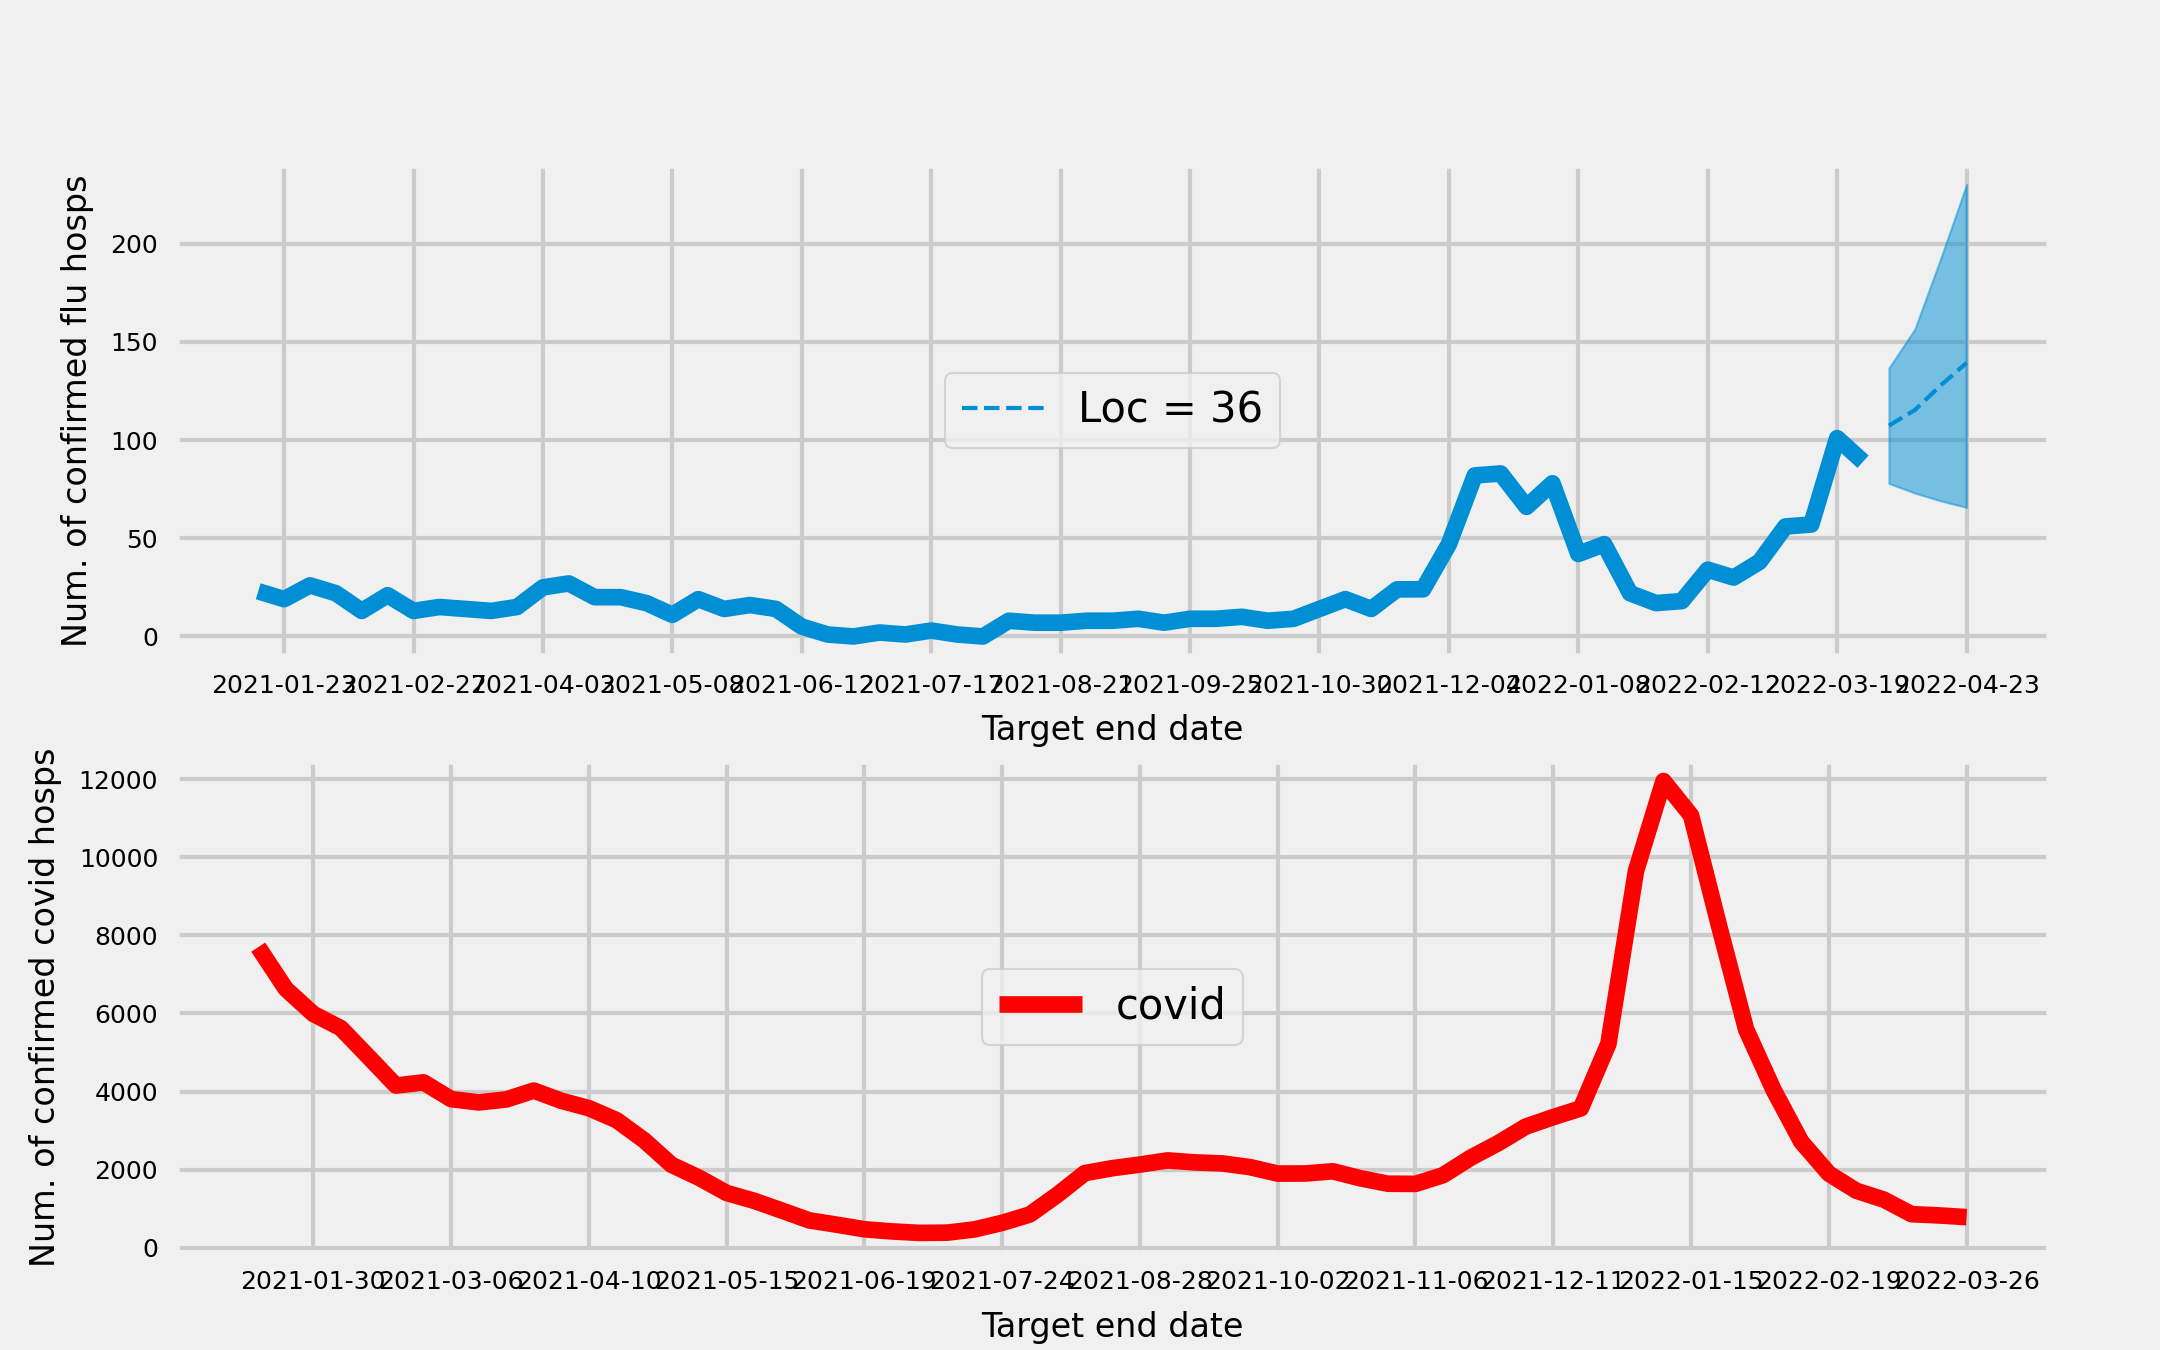 Num. of confirmed flu hosps
200
150
100
50
0
Loc = 36
2021-01-23 2021-02-27 2021-04-03 2021-05-08 2021-06-12 2021-07-17 2021-08-21 2021-09-25 2021-10-30 2021-12-04 2022-01-08 2022-02-12 2022-03-19 2022-04-23
Target end date
Num. of confirmed covid hosps
12000
10000
8000
6000
4000
2000
0
covid
2021-01-30 2021-03-06 2021-04-10 2021-05-15 2021-06-19 2021-07-24 2021-08-28 2021-10-02 2021-11-06 2021-12-11 2022-01-15 2022-02-19 2022-03-26
Target end date